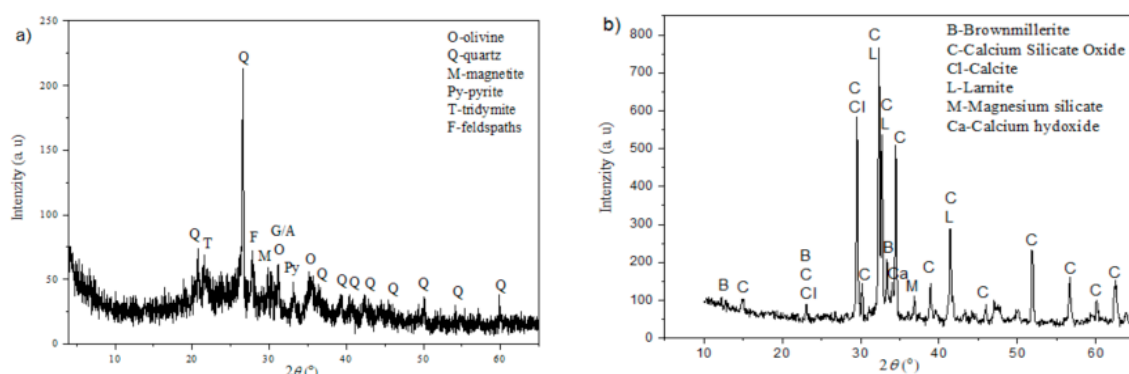 a)
O-olivine
Q-quartz
M-magnetite
Py-pyrite
T-tridymite
F-feldspaths
Intenzity (a u)
250
200
150
100
50
0
Q
Q
T
F
M
G/A
O
Py
O
Q
Q
Q
Q
Q
Q
Q
Q
10
20
30
40
50
60
2θ (°)
b)
B-Brownmillerite
C-Calcium Silicate Oxide
Cl-Calcite
L-Larnite
M-Magnesium silicate
Ca-Calcium hydoxide
Intenzity (a u)
800
700
600
500
400
300
200
100
0
B
C
B
C
Cl
C
Cl
C
C
L
C
L
B
Ca
C
M
C
C
L
C
C
C
C
C
10
20
30
40
50
60
2θ (°)